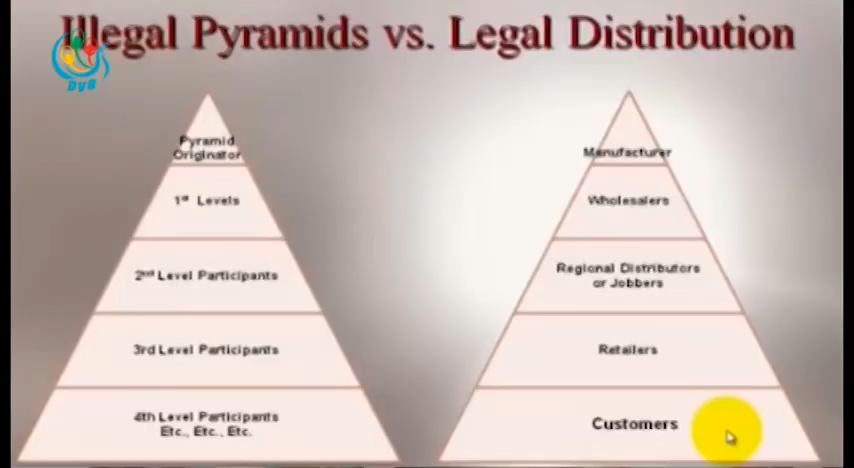 Illegal Pyramids vs. Legal Distribution
DVB
Pyramid
Originator
1st Levels
2nd Level Participants
3rd Level Participants
4th Level Participants
Etc., Etc., Etc.
Manufacturer
Wholesalers
Regional Distributors
or Jobbers
Retailers
Customers